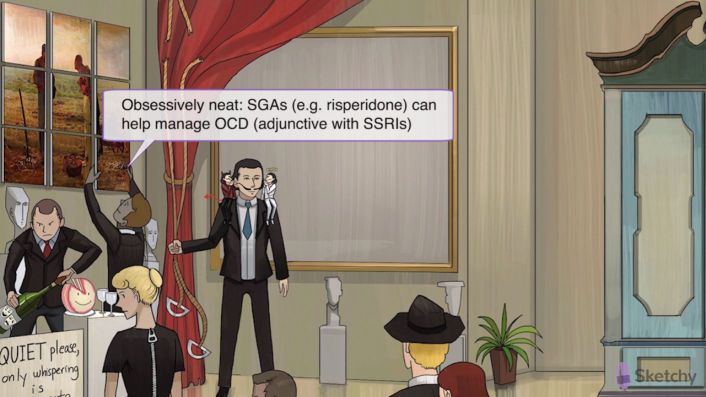 Obsessively neat: SGAs (e.g. risperidone) can
help manage OCD (adjunctive with SSRIs)
QUIET please,
only whispering
is
Sketchy